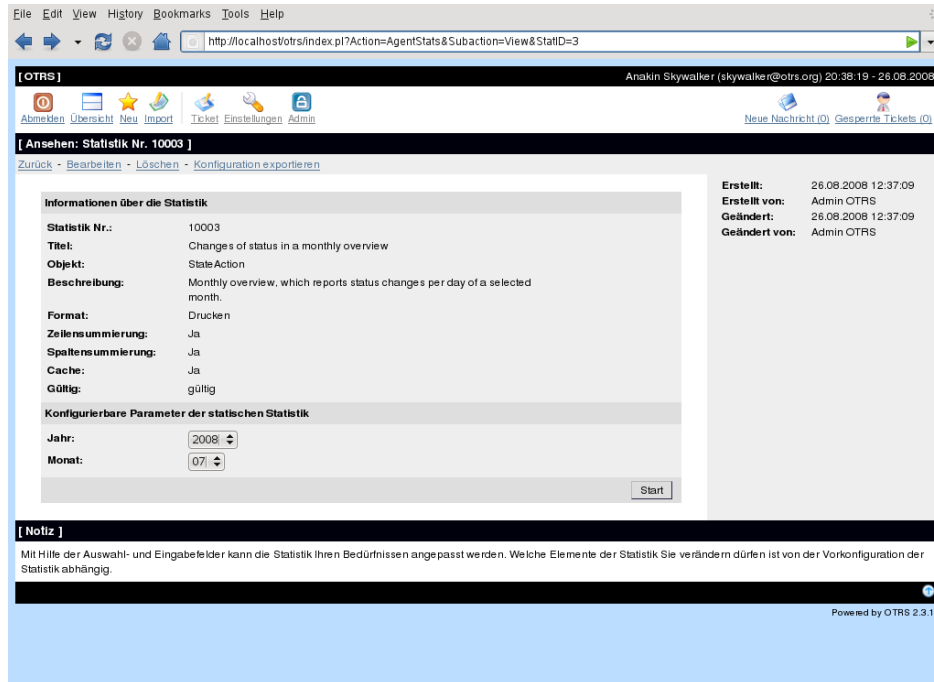 File Edit View History Bookmarks Tools Help
http://localhost/otrs/index.pl?Action=AgentStats&Subaction=View&StatID=3
[ OTRS ] Anakin Skywalker (skywalker@otrs.org) 20:38:19 - 26.08.2008
Abmelden Übersicht Neu Import Ticket Einstellungen Admin Neue Nachricht (0) Gesperrte Tickets (0)
[ Ansehen: Statistik Nr. 10003 ]
Zurück - Bearbeiten - Löschen - Konfiguration exportieren
Erstellt: 26.08.2008 12:37:09
Erstellt von: Admin OTRS
Geändert: 26.08.2008 12:37:09
Geändert von: Admin OTRS
Informationen über die Statistik
Statistik Nr.: 10003
Titel: Changes of status in a monthly overview
Objekt: StateAction
Beschreibung: Monthly overview, which reports status changes per day of a selected
month.
Format: Drucken
Zeilensummierung: Ja
Spaltensummierung: Ja
Cache: Ja
Gültig: gültig
Konfigurierbare Parameter der statischen Statistik
Jahr: 2008
Monat: 07
Start
[ Notiz ]
Mit Hilfe der Auswahl- und Eingabefelder kann die Statistik Ihren Bedürfnissen angepasst werden. Welche Elemente der Statistik Sie verändern dürfen ist von der Vorkonfiguration der
Statistik abhängig.
Powered by OTRS 2.3.1